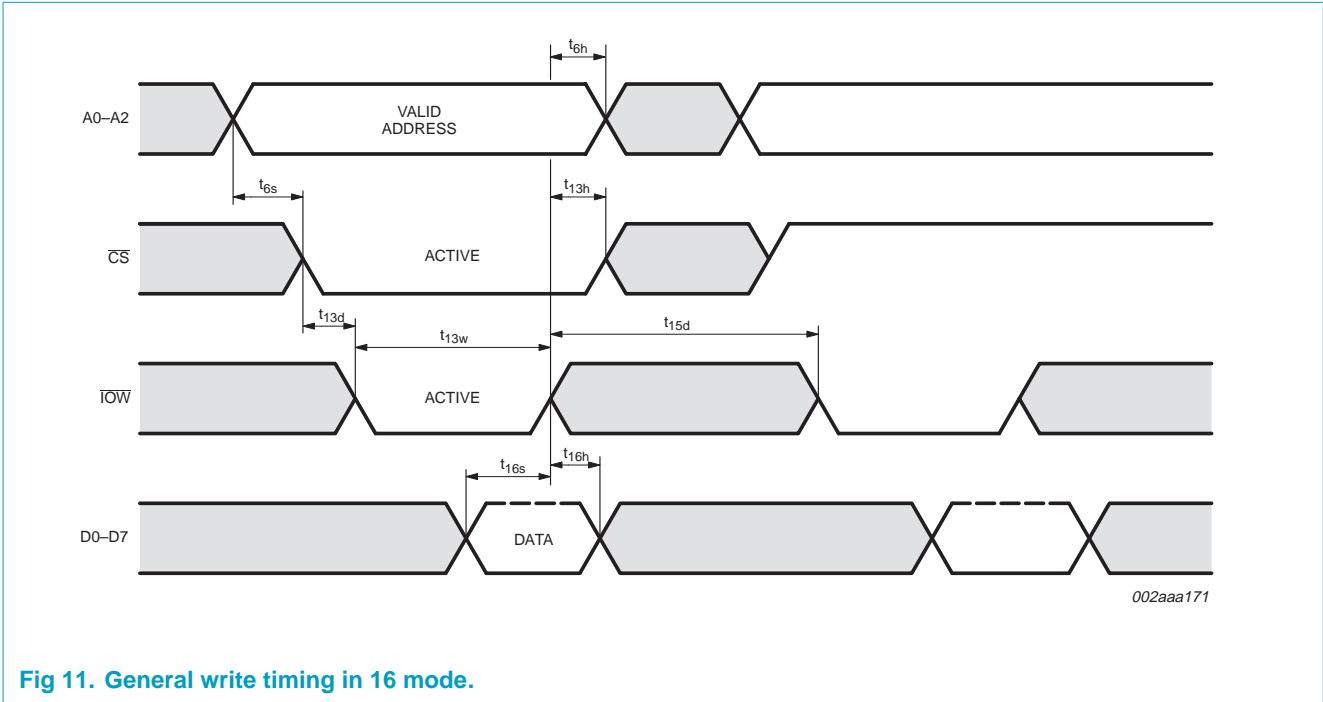 t6h
A0–A2
VALID
ADDRESS
t6s
t13h
CS
ACTIVE
t13d
t13w
t15d
IOW
ACTIVE
t16s
t16h
D0–D7
DATA
002aaa171
Fig 11. General write timing in 16 mode.